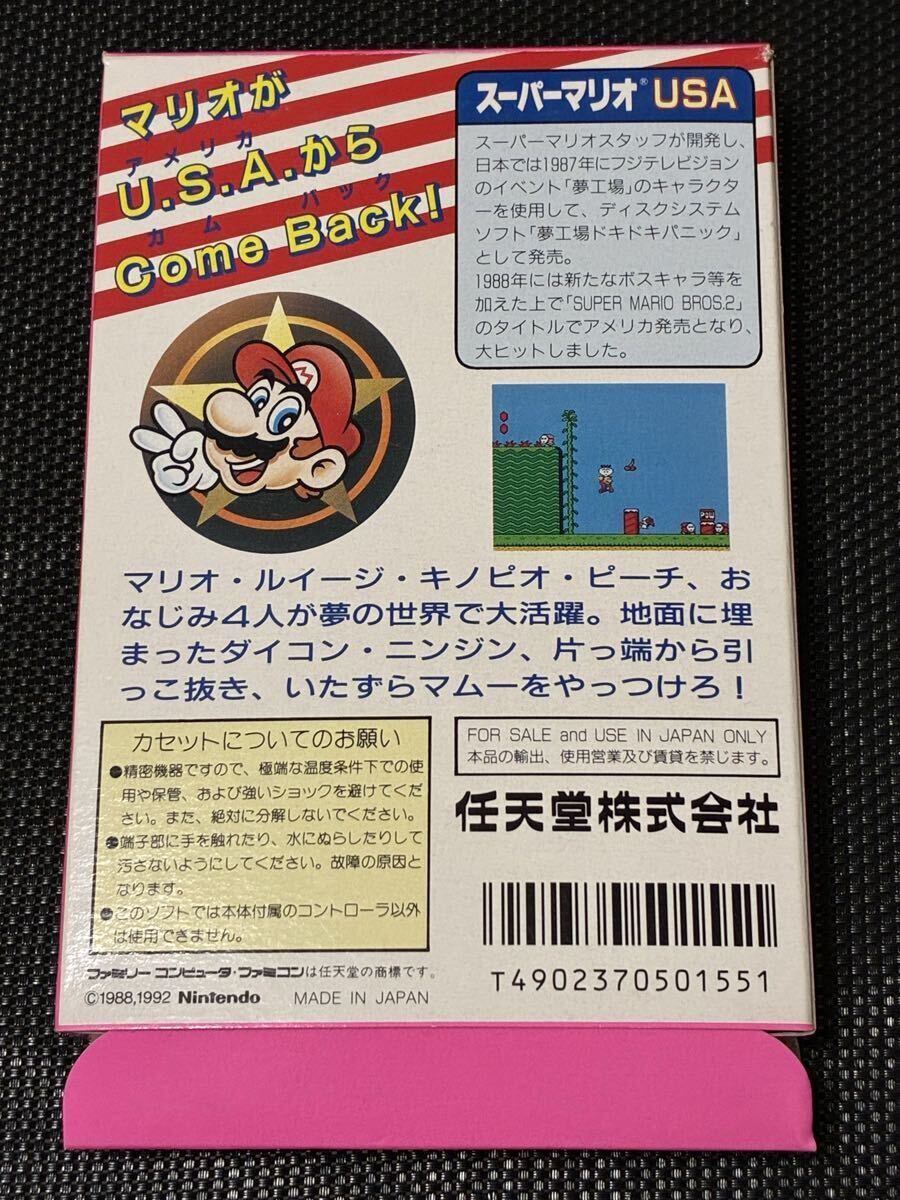 マリオが
アメリカ
U.S.A.から
カム バック
Come Back!
スーパーマリオ® USA
スーパーマリオスタッフが開発し、
日本では1987年にフジテレビジョン
のイベント「夢工場」のキャラクタ
ーを使用して、ディスクシステム
ソフト「夢工場ドキドキパニック」
として発売。
1988年には新たなボスキャラ等を
加えた上で「SUPER MARIO BROS.2」
のタイトルでアメリカ発売となり、
大ヒットしました。
M
POW
マリオ・ルイージ・キノピオ・ピーチ、お
なじみ4人が夢の世界で大活躍。地面に埋
まったダイコン・ニンジン、片っ端から引
っこ抜き、いたずらマムーをやっつけろ!
カセットについてのお願い
●精密機器ですので、極端な温度条件下での使
用や保管、および強いショックを避けてくだ
さい。また、絶対に分解しないでください。
●端子部に手を触れたり、水にぬらしたりして
汚さないようにしてください。故障の原因と
なります。
●このソフトでは本体付属のコントローラ以外
は使用できません。
ファミリーコンピュータ・ファミコンは任天堂の商標です。
©1988,1992 Nintendo MADE IN JAPAN
FOR SALE and USE IN JAPAN ONLY
本品の輸出、使用営業及び賃貸を禁じます。
任天堂株式会社
T4902370501551